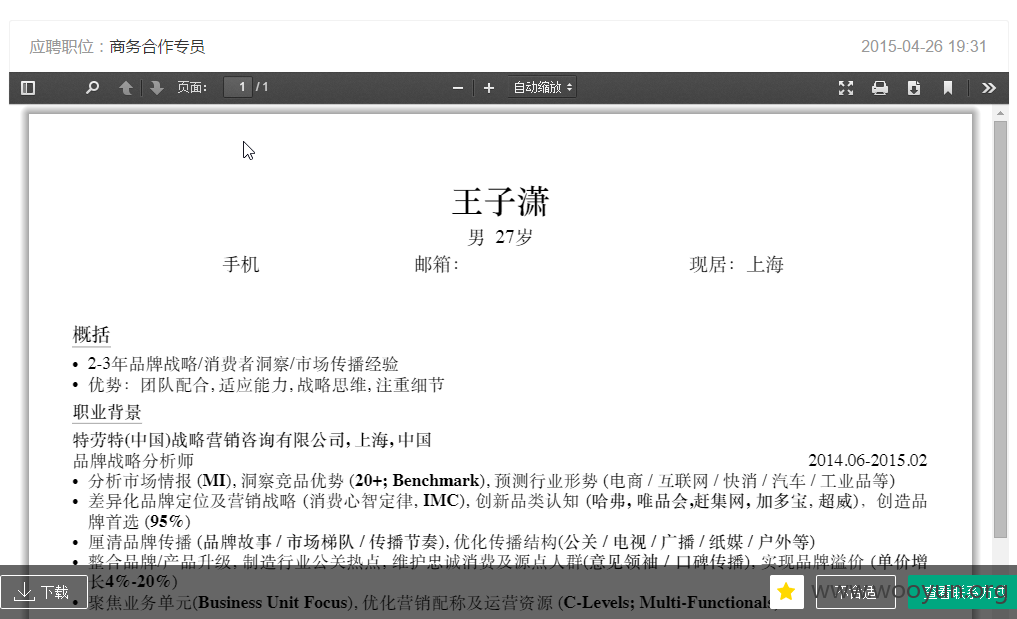 应聘职位：商务合作专员
2015-04-26 19:31
页面： 1 / 1
自动缩放
王子潇
男 27岁
手机 邮箱： 现居：上海
概括
• 2-3年品牌战略/消费者洞察/市场传播经验
• 优势：团队配合, 适应能力, 战略思维, 注重细节
职业背景
特劳特(中国)战略营销咨询有限公司, 上海, 中国
品牌战略分析师 2014.06-2015.02
• 分析市场情报 (MI), 洞察竞品优势 (20+; Benchmark), 预测行业形势 (电商 / 互联网 / 快消 / 汽车 / 工业品等)
• 差异化品牌定位及营销战略 (消费心智定律, IMC), 创新品类认知 (哈弗, 唯品会,赶集网, 加多宝, 超威)，创造品
牌首选 (95%)
• 厘清品牌传播 (品牌故事 / 市场梯队 / 传播节奏), 优化传播结构(公关 / 电视 / 广播 / 纸媒 / 户外等)
• 整合品牌/产品升级, 制造行业公关热点, 维护忠诚消费及源点人群(意见领袖 / 口碑传播), 实现品牌溢价 (单价增
长4%-20%)
• 聚焦业务单元(Business Unit Focus), 优化营销配称及运营资源 (C-Levels; Multi-Functionals)
下载
不合适
查看联系方式
www.wooyun.org